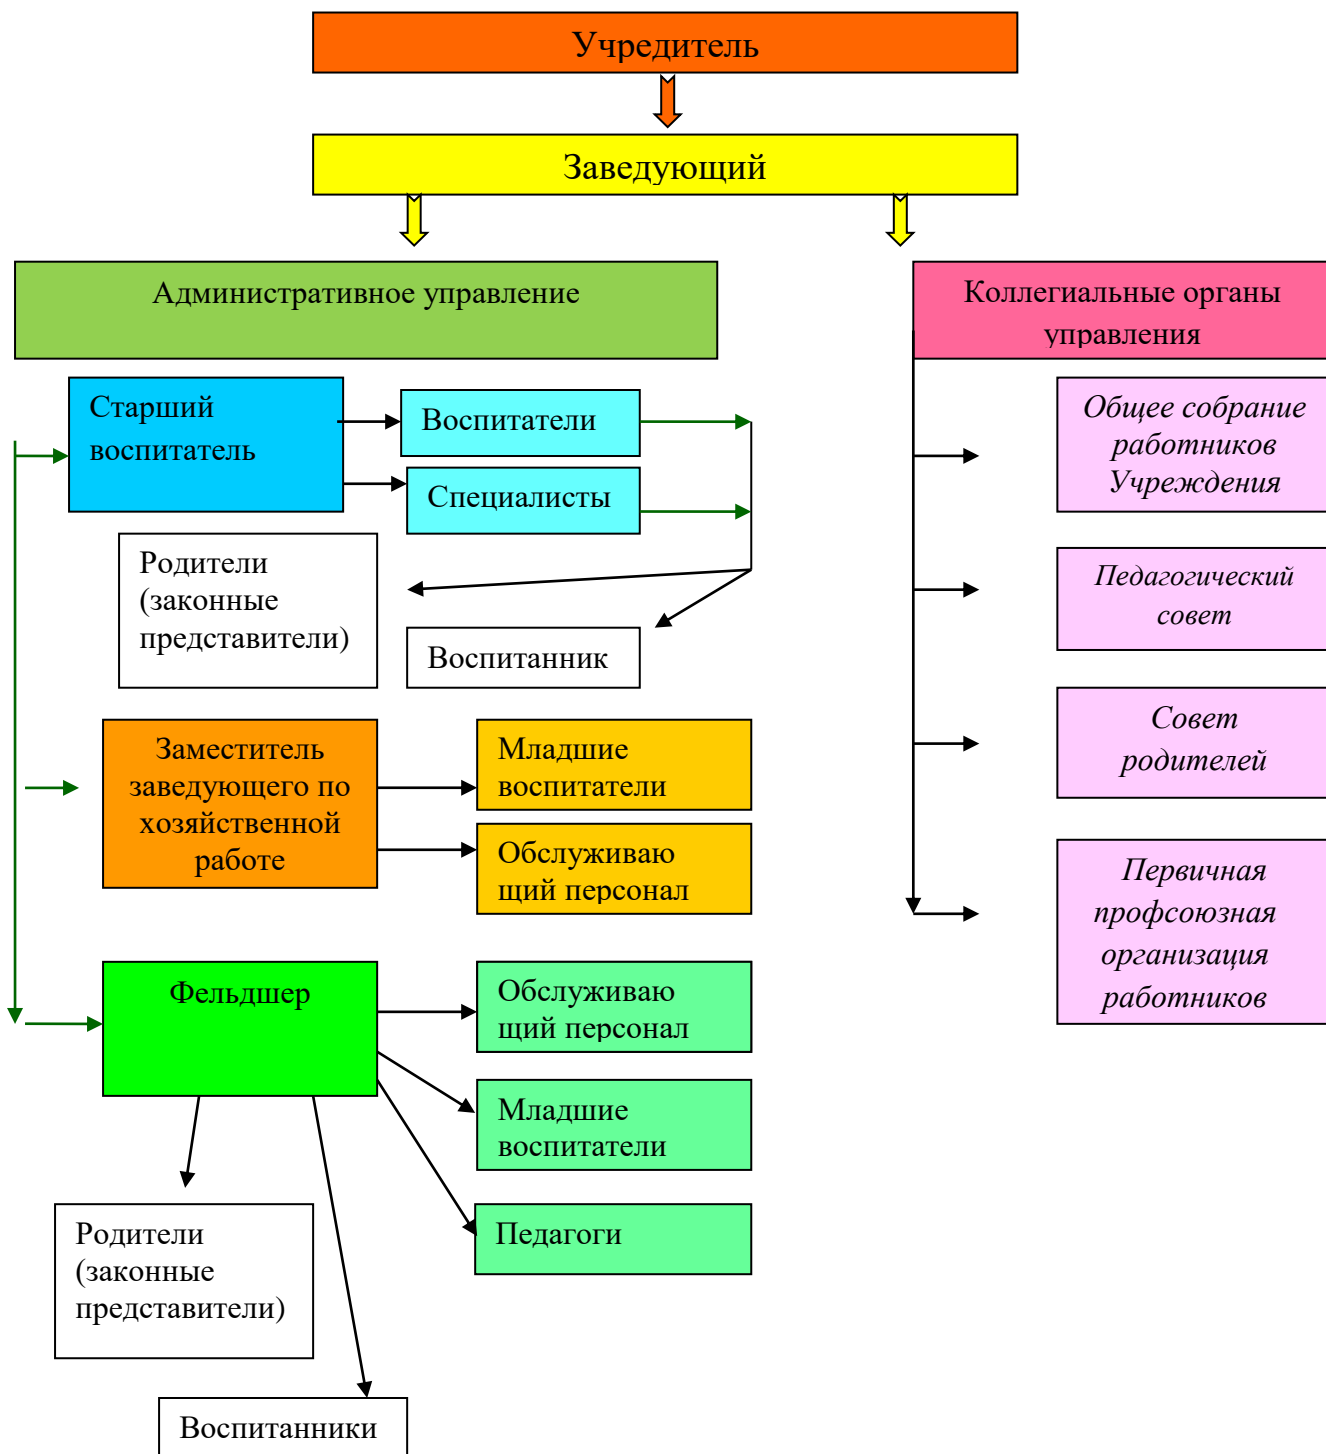 Учредитель
Заведующий
Административное управление
Коллегиальные органы
управления
Старший
воспитатель
Воспитатели
Специалисты
Родители
(законные
представители)
Воспитанник
Общее собрание
работников
Учреждения
Педагогический
совет
Совет
родителей
Первичная
профсоюзная
организация
работников
Заместитель
заведующего по
хозяйственной
работе
Младшие
воспитатели
Обслуживаю
щий персонал
Фельдшер
Обслуживаю
щий персонал
Младшие
воспитатели
Педагоги
Родители
(законные
представители)
Воспитанники